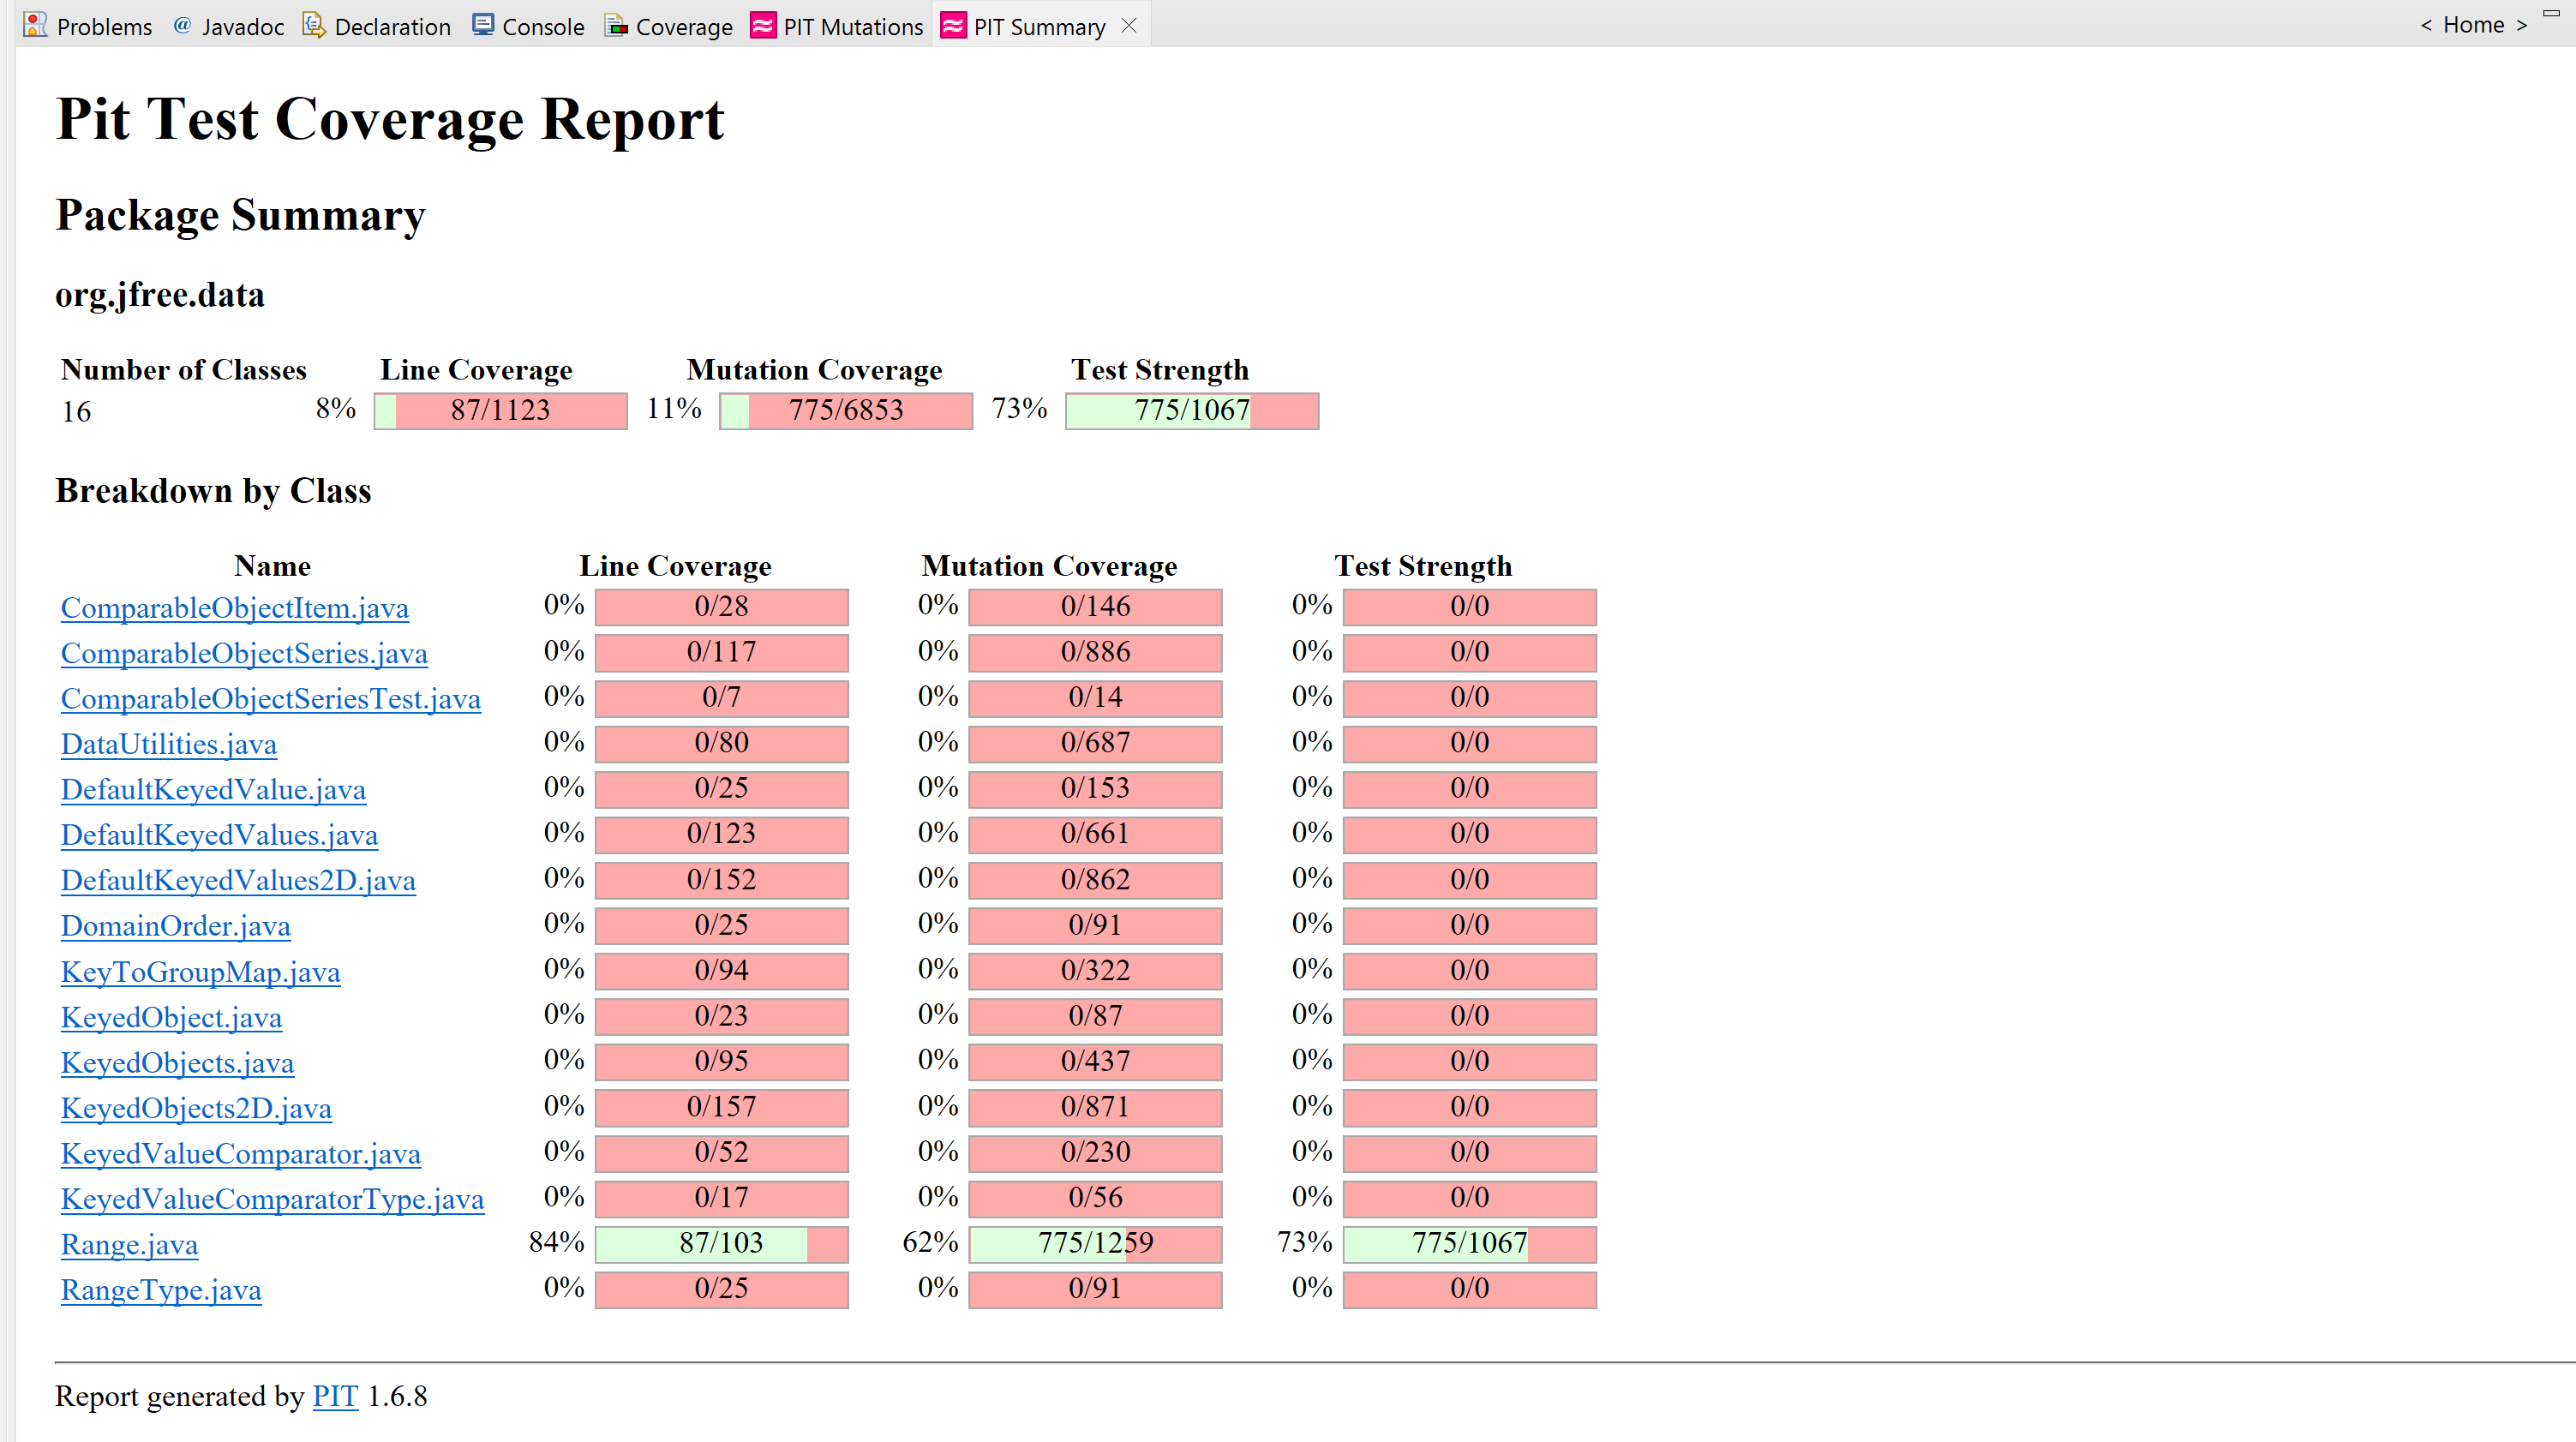 Problems @ Javadoc Declaration Console Coverage PIT Mutations PIT Summary < Home >
Pit Test Coverage Report
Package Summary
org.jfree.data
Number of Classes Line Coverage Mutation Coverage Test Strength
16 8% 87/1123 11% 775/6853 73% 775/1067
Breakdown by Class
Name Line Coverage Mutation Coverage Test Strength
ComparableObjectItem.java 0% 0/28 0% 0/146 0% 0/0
ComparableObjectSeries.java 0% 0/117 0% 0/886 0% 0/0
ComparableObjectSeriesTest.java 0% 0/7 0% 0/14 0% 0/0
DataUtilities.java 0% 0/80 0% 0/687 0% 0/0
DefaultKeyedValue.java 0% 0/25 0% 0/153 0% 0/0
DefaultKeyedValues.java 0% 0/123 0% 0/661 0% 0/0
DefaultKeyedValues2D.java 0% 0/152 0% 0/862 0% 0/0
DomainOrder.java 0% 0/25 0% 0/91 0% 0/0
KeyToGroupMap.java 0% 0/94 0% 0/322 0% 0/0
KeyedObject.java 0% 0/23 0% 0/87 0% 0/0
KeyedObjects.java 0% 0/95 0% 0/437 0% 0/0
KeyedObjects2D.java 0% 0/157 0% 0/871 0% 0/0
KeyedValueComparator.java 0% 0/52 0% 0/230 0% 0/0
KeyedValueComparatorType.java 0% 0/17 0% 0/56 0% 0/0
Range.java 84% 87/103 62% 775/1259 73% 775/1067
RangeType.java 0% 0/25 0% 0/91 0% 0/0
Report generated by PIT 1.6.8